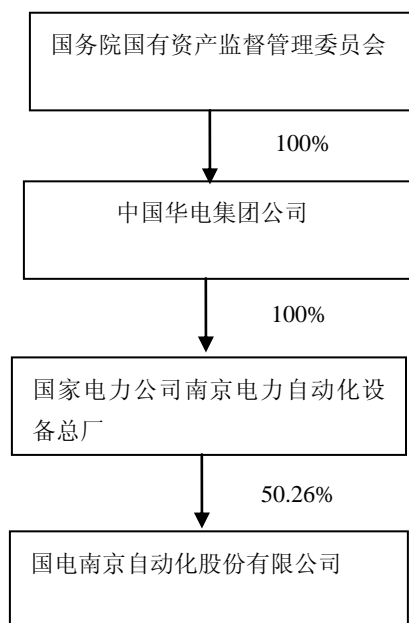 国务院国有资产监督管理委员会
100%
中国华电集团公司
100%
国家电力公司南京电力自动化设
备总厂
50.26%
国电南京自动化股份有限公司